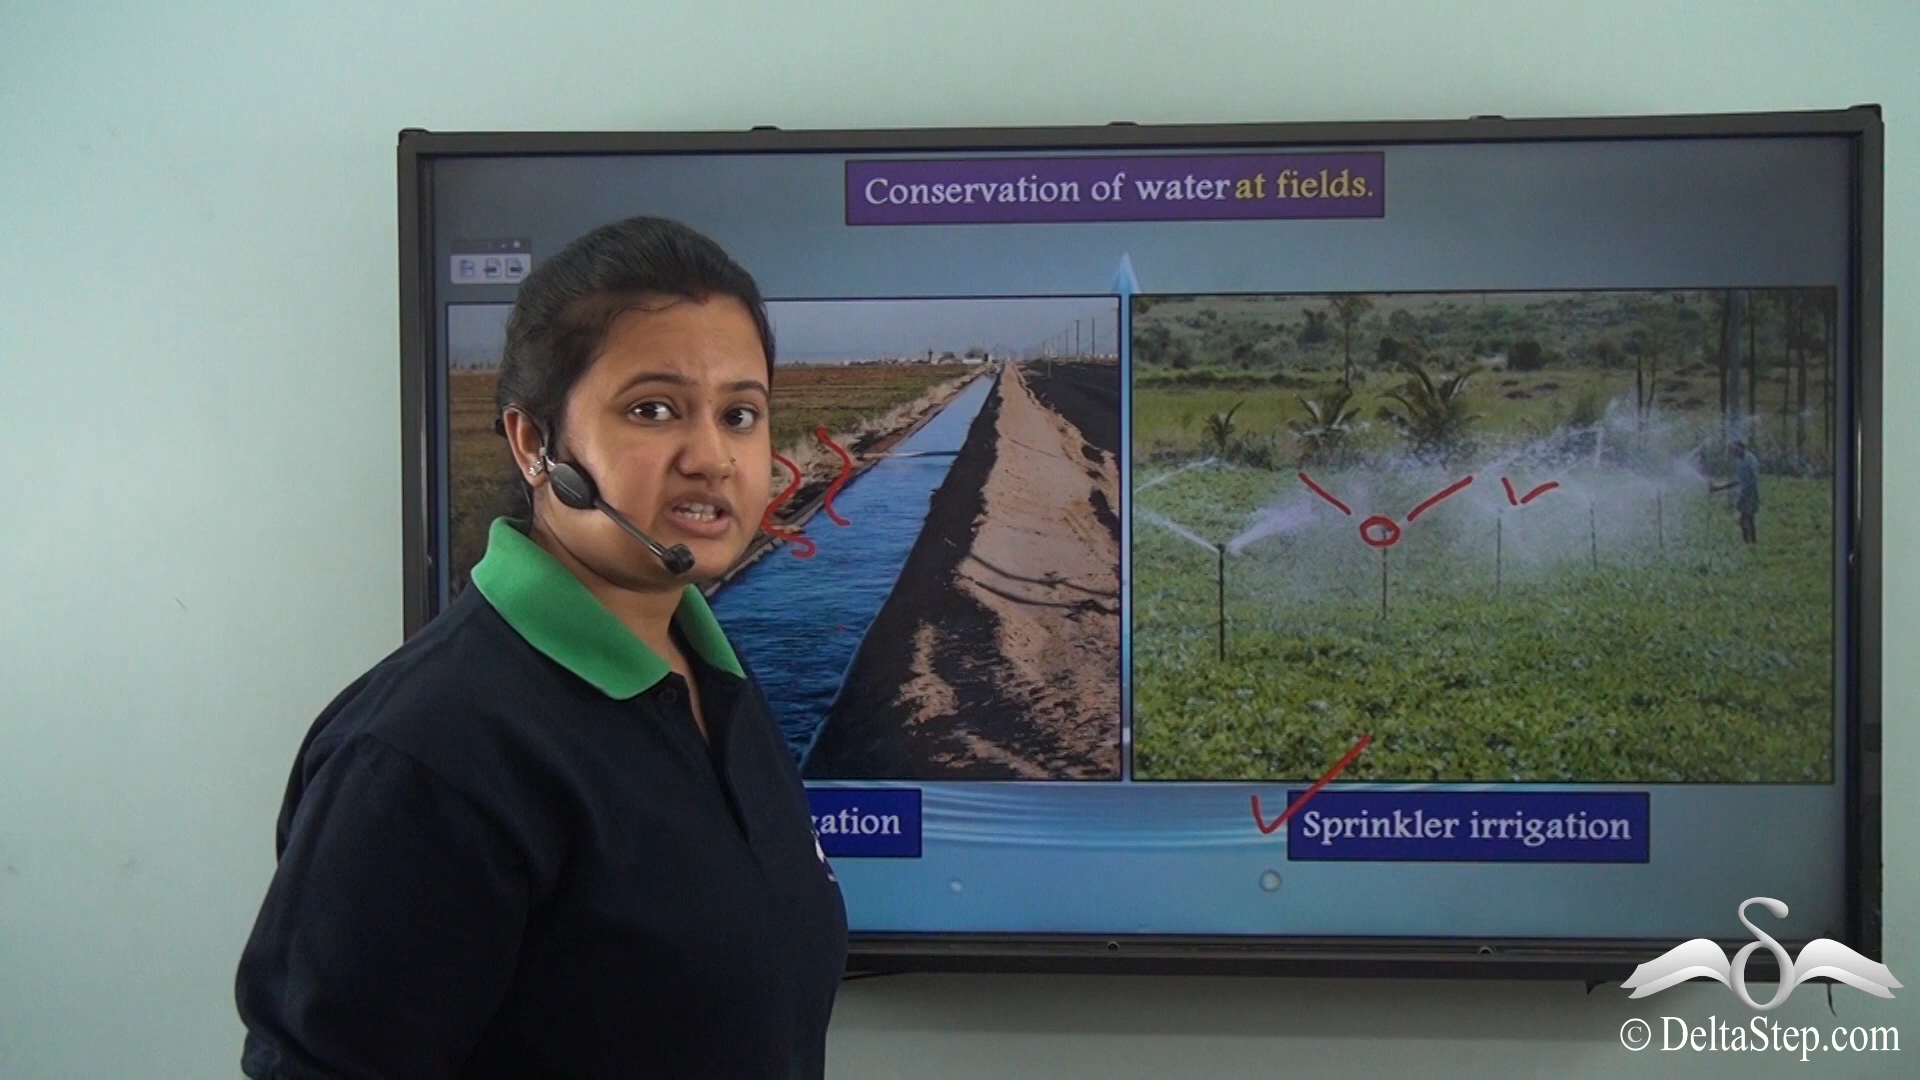 Conservation of water at fields.
gation
Sprinkler irrigation
© DeltaStep.com